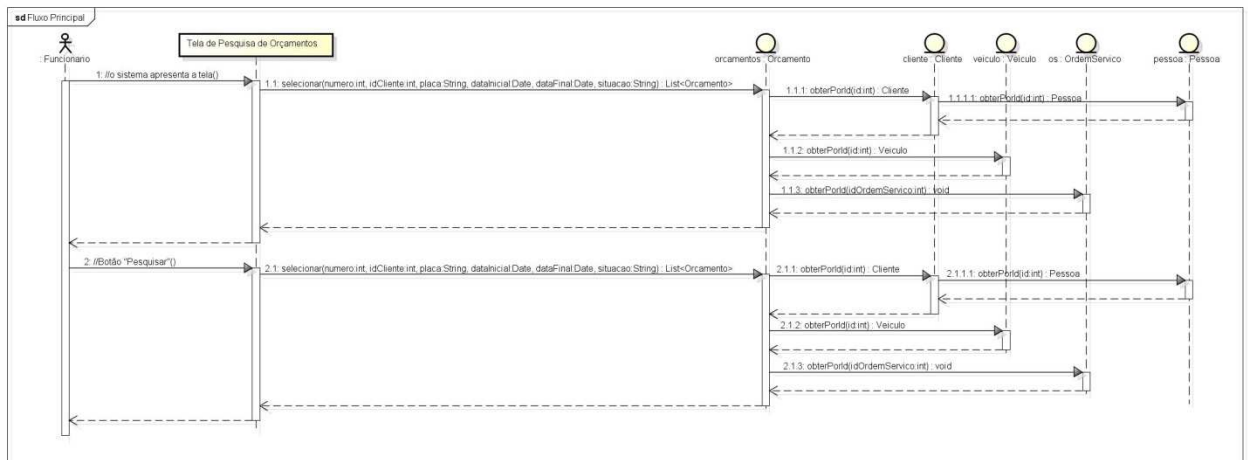 sd Fluxo Principal
: Funcionario
Tela de Pesquisa de Orçamentos
orcamentos : Orcamento
cliente : Cliente
veiculo : Veiculo
os : OrdemServico
pessoa : Pessoa
1: //o sistema apresenta a tela()
1.1: selecionar(numero:int, idCliente:int, placa:String, dataInicial:Date, dataFinal:Date, situacao:String) : List<Orcamento>
1.1.1: obterPorId(id:int) : Cliente
1.1.1.1: obterPorId(id:int) : Pessoa
1.1.2: obterPorId(id:int) : Veiculo
1.1.3: obterPorId(idOrdemServico:int) : void
2: //Botão "Pesquisar"()
2.1: selecionar(numero:int, idCliente:int, placa:String, dataInicial:Date, dataFinal:Date, situacao:String) : List<Orcamento>
2.1.1: obterPorId(id:int) : Cliente
2.1.1.1: obterPorId(id:int) : Pessoa
2.1.2: obterPorId(id:int) : Veiculo
2.1.3: obterPorId(idOrdemServico:int) : void